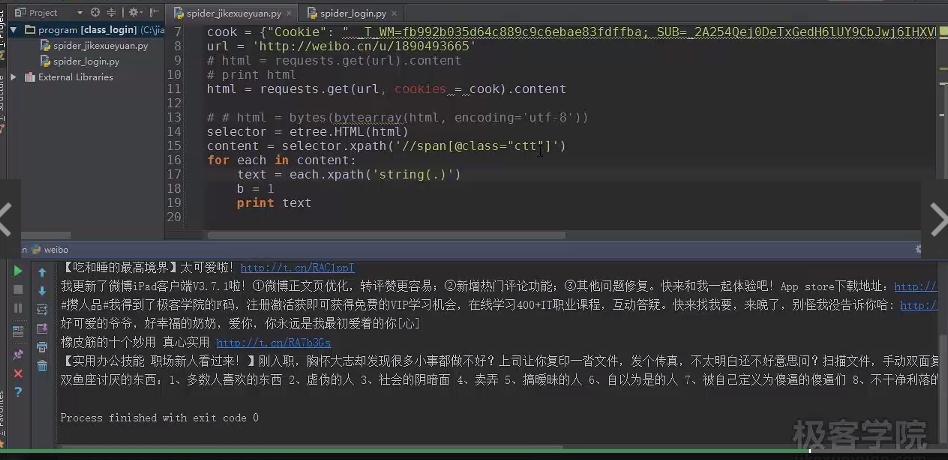 Project
spider_jikexueyuan.py
spider_login.py
program [class_login] (C:\jia
spider_jikexueyuan.py
spider_login.py
External Libraries
7 cook = {"Cookie": "_T_WM=fb992b035d64c889c9c6ebae83fdffba; SUB=_2A254Qej0DeTxGedH6lUY9CbJwj6IHXV
8 url = 'http://weibo.cn/u/1890493665'
9 # html = requests.get(url).content
10 # print html
11 html = requests.get(url, cookies = cook).content
12
13 # # html = bytes(bytearray(html, encoding='utf-8'))
14 selector = etree.HTML(html)
15 content = selector.xpath('//span[@class="ctt"]')
16 for each in content:
17 text = each.xpath('string(.)')
18 b = 1
19 print text
20
weibo
【吃和睡的最高境界】太可爱啦! http://t.cn/RAC1ppI
我更新了微博iPad客户端V3.7.1啦!①微博正文页优化,转评赞更容易;②新增热门评论功能;③其他问题修复。快来和我一起体验吧! App store下载地址: http://
#攒人品#我得到了极客学院的F码,注册激活获即可获得免费的VIP学习机会,在线学习400+IT职业课程,互动答疑。快来找我要,来晚了,别怪我没告诉你哈: http:/
好可爱的爷爷,好幸福的奶奶,爱你,你永远是我最初爱着的你[心]
橡皮筋的十个妙用 真心实用 http://t.cn/RA7b3Gs
【实用办公技能 职场新人看过来!】刚入职,胸怀大志却发现很多小事都做不好?上司让你复印一沓文件,发个传真,不太明白还不好意思问?扫描文件,手动双面复
双鱼座讨厌的东西:1、多数人喜欢的东西 2、虚伪的人 3、社会的阴暗面 4、卖弄 5、搞暧昧的人 6、自以为是的人 7、被自己定义为傻逼的傻逼们 8、不干净利落的
Process finished with exit code 0
极客学院
jikexueyuan.com